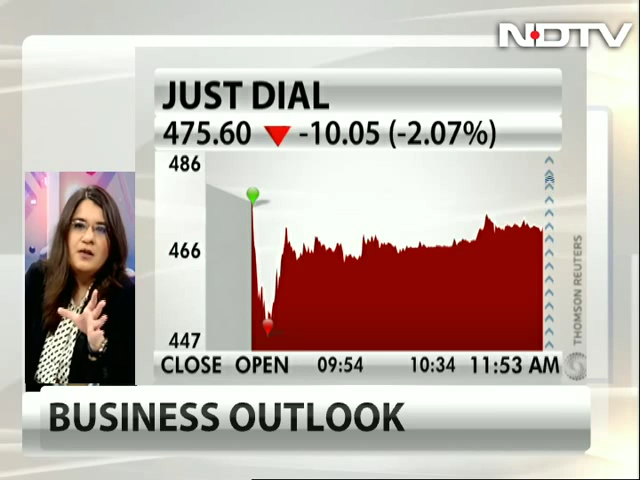 NDTV
JUST DIAL
475.60 ▼ -10.05 (-2.07%)
486
466
447
CLOSE OPEN 09:54 10:34 11:53 AM
THOMSON REUTERS
BUSINESS OUTLOOK